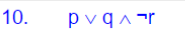 10. p ∨ q ∧ ¬r